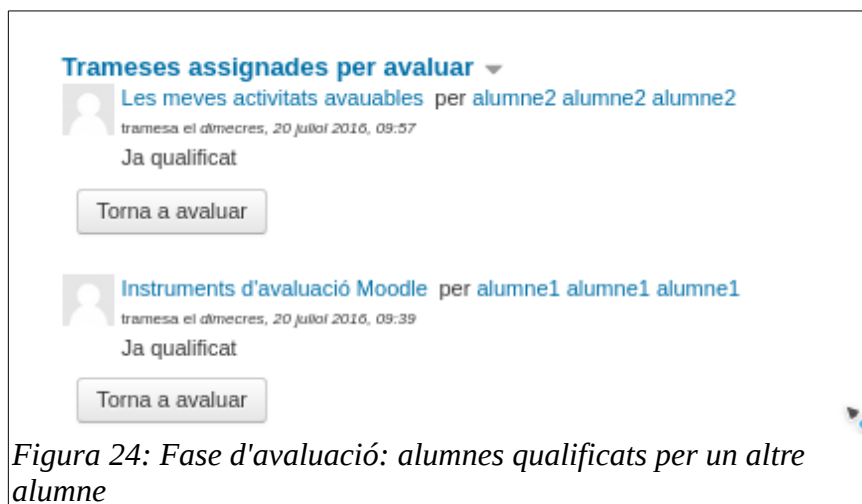 Trameses assignades per avaluar
Les meves activitats avauables per alumne2 alumne2 alumne2
tramesa el dimecres, 20 juliol 2016, 09:57
Ja qualificat
Torna a avaluar
Instruments d'avaluació Moodle per alumne1 alumne1 alumne1
tramesa el dimecres, 20 juliol 2016, 09:39
Ja qualificat
Torna a avaluar
Figura 24: Fase d'avaluació: alumnes qualificats per un altre
alumne